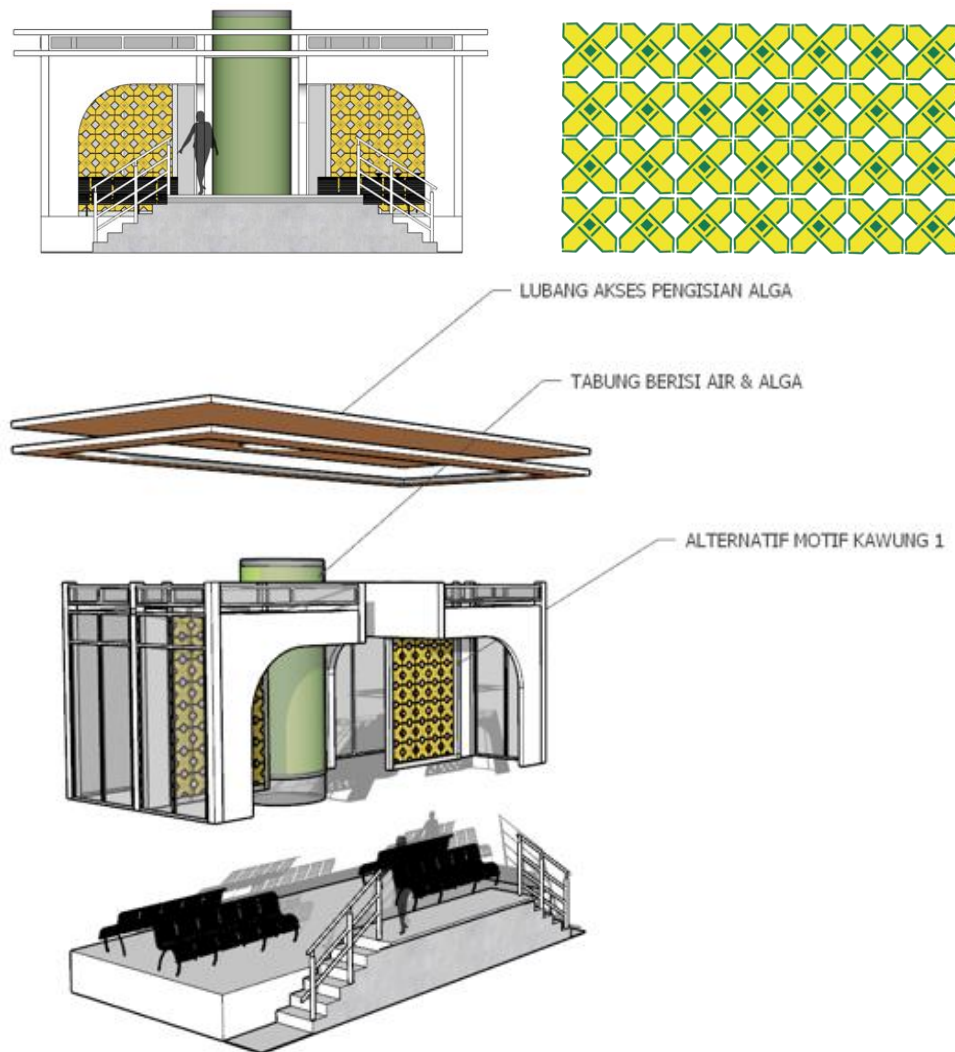 LUBANG AKSES PENGISIAN ALGA
TABUNG BERISI AIR & ALGA
ALTERNATIF MOTIF KAWUNG 1